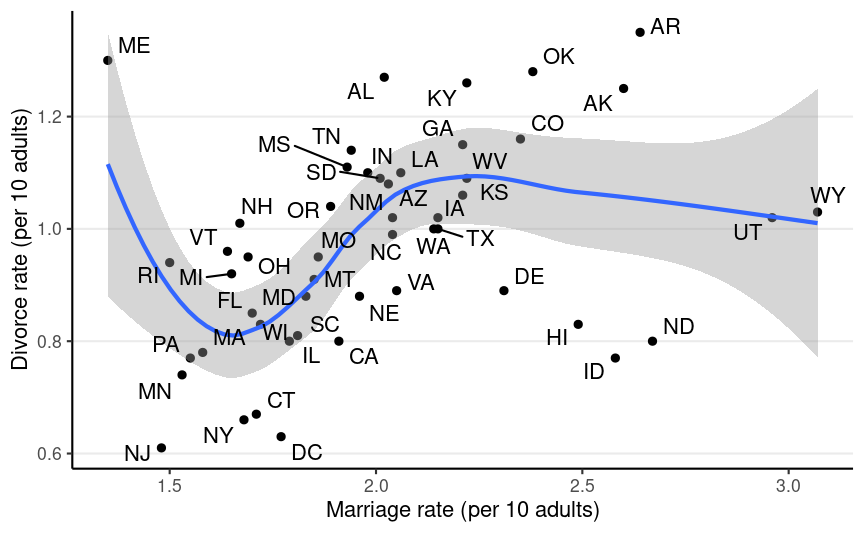 AR
ME
OK
AL
KY
AK
GA
CO
TN
MS
IN
LA
SD
WV
NM
AZ
KS
WY
NH
OR
IA
VT
MO
WA
TX
UT
NC
RI
MI
OH
MT
VA
DE
FL
MD
NE
SC
PA
MA
WI
IL
CA
HI
ND
ID
MN
CT
NY
NJ
DC
1.2
1.0
0.8
0.6
1.5
2.0
2.5
3.0
Marriage rate (per 10 adults)
Divorce rate (per 10 adults)